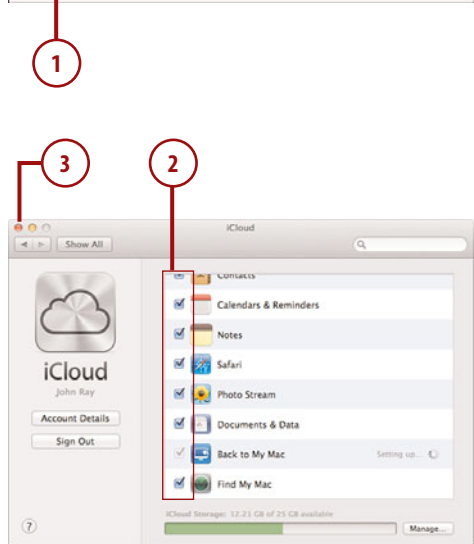 1
3
2
iCloud
Show All
Contacts
Calendars & Reminders
Notes
Safari
iCloud
John Ray
Photo Stream
Account Details
Documents & Data
Sign Out
Back to My Mac
Setting up...
Find My Mac
iCloud Storage: 12.21 GB of 25 GB available
?
Manage...